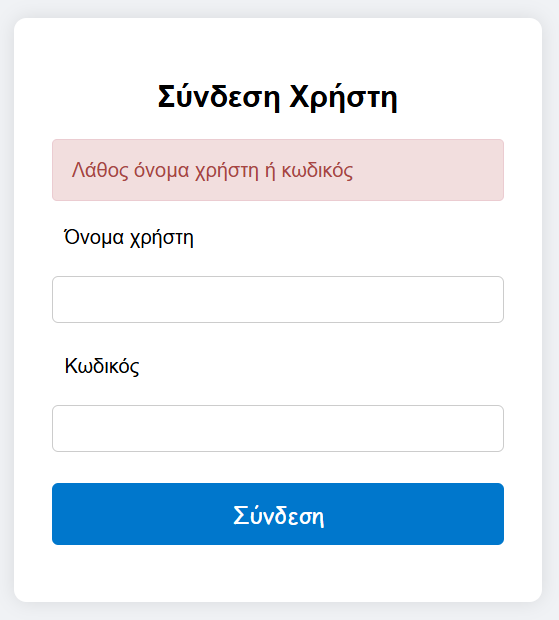 Σύνδεση Χρήστη
Λάθος όνομα χρήστη ή κωδικός
Όνομα χρήστη
Κωδικός
Σύνδεση